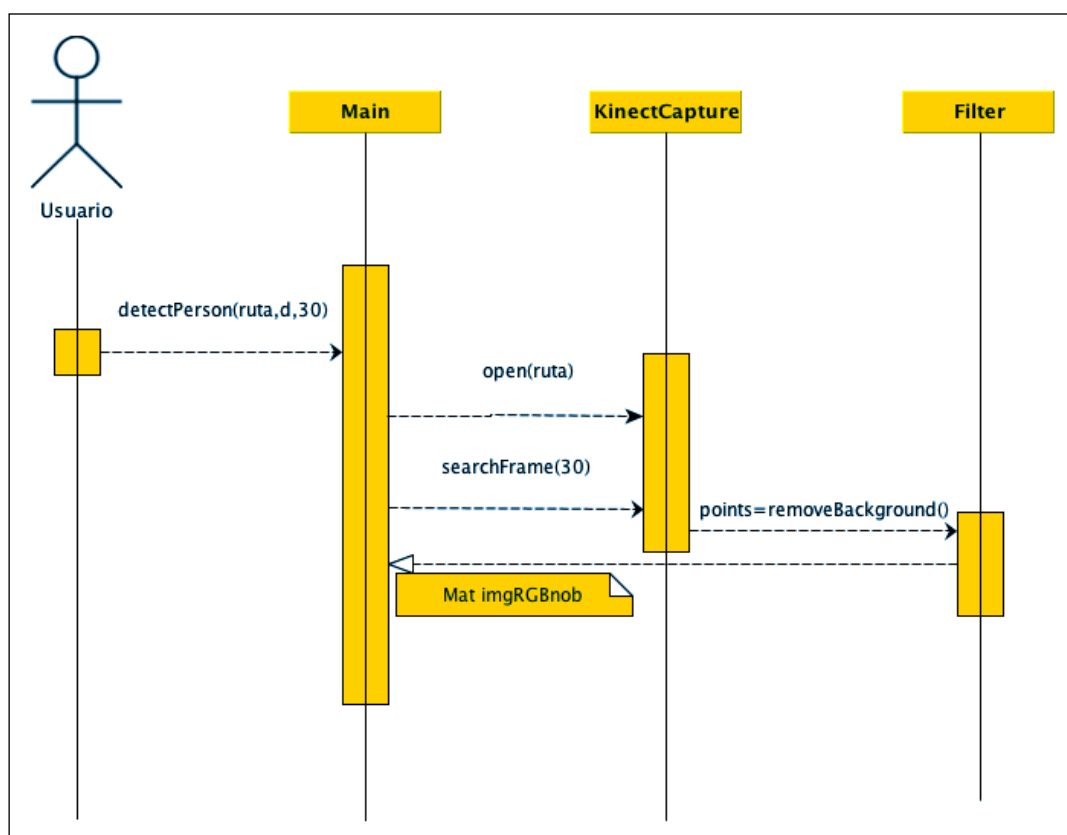 Main
KinectCapture
Filter
Usuario
detectPerson(ruta,d,30)
open(ruta)
searchFrame(30)
points=removeBackground()
Mat imgRGBnob